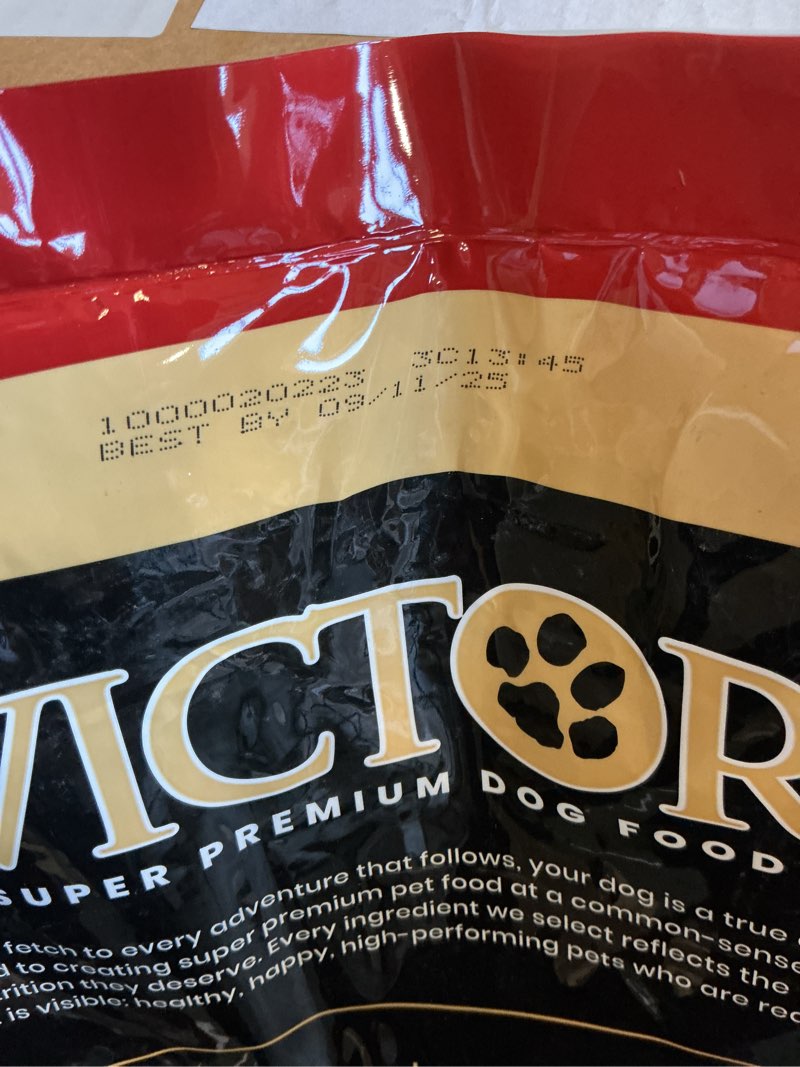 1000020223 3C13:45
BEST BY 09/11/25
VICTOR
SUPER PREMIUM DOG FOOD
fetch to every adventure that follows, your dog is a true
to creating super premium pet food at a common-sense
they deserve. Every ingredient we select reflects the
is visible: healthy, happy, high-performing pets who are